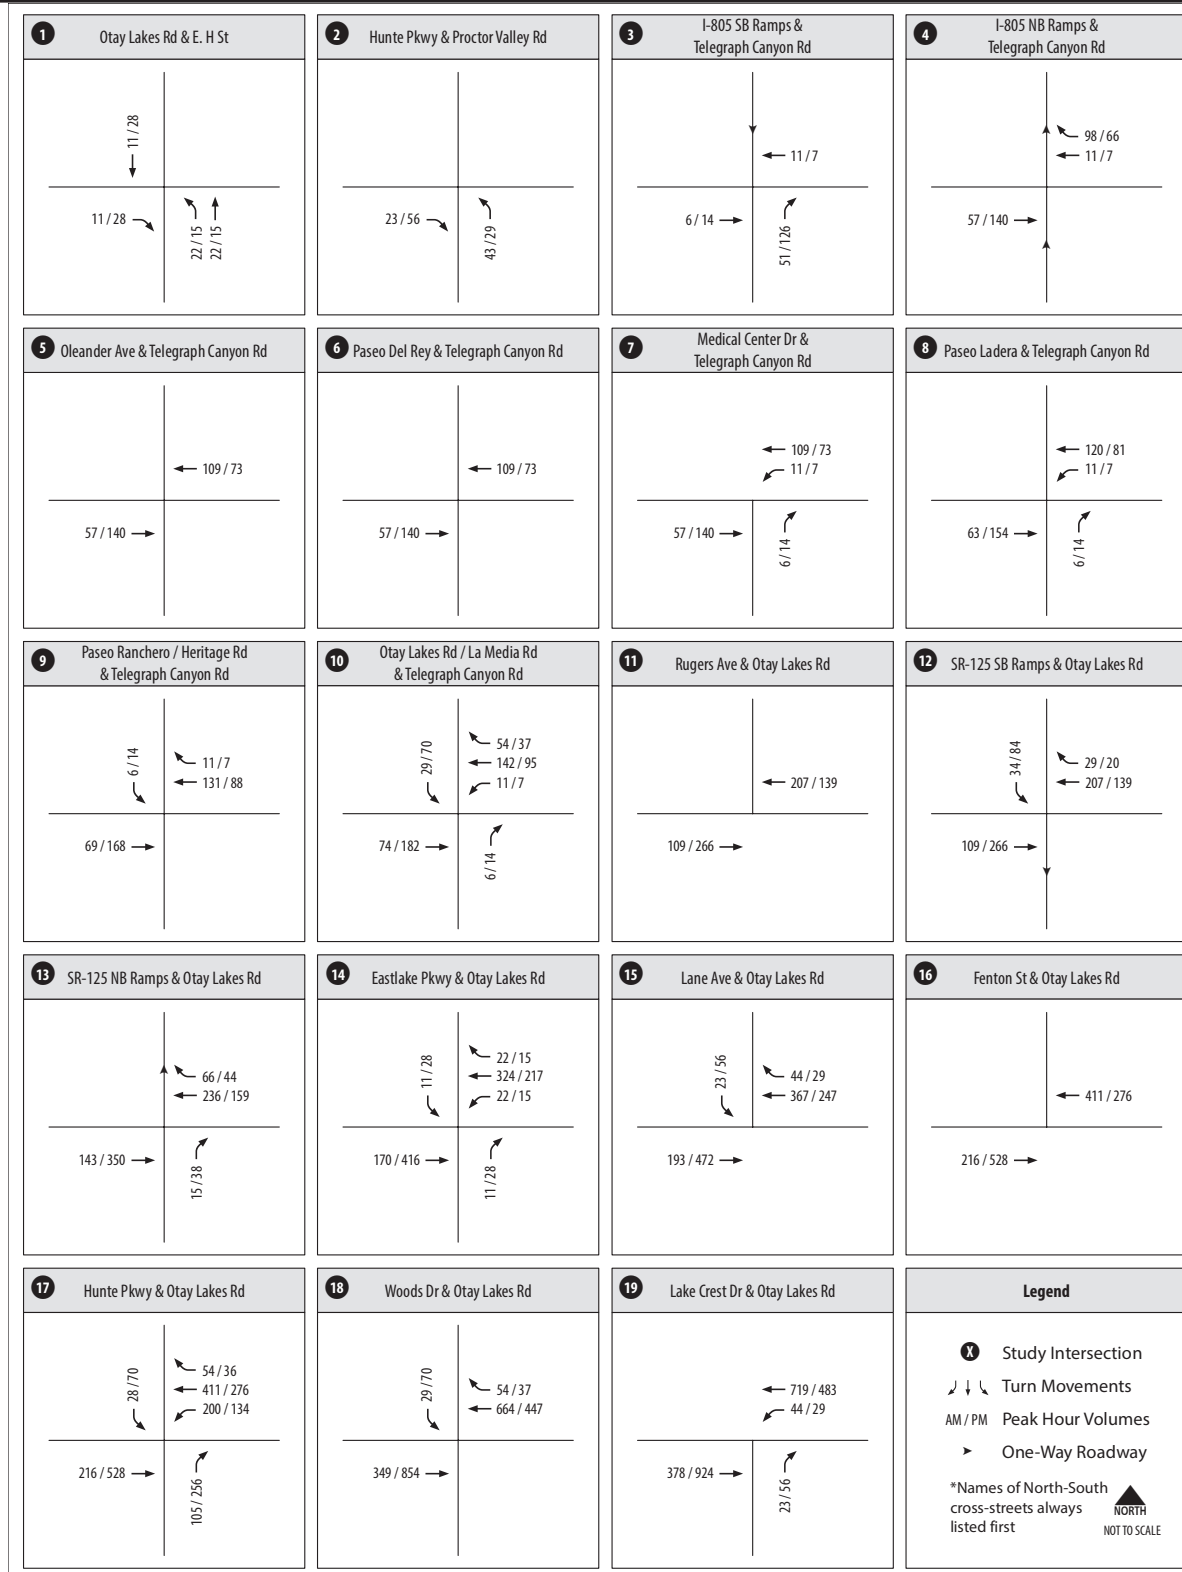 1 Otay Lakes Rd & E. H St
11 / 28
11 / 28
22 / 15
22 / 15
2 Hunte Pkwy & Proctor Valley Rd
23 / 56
43 / 29
3 I-805 SB Ramps &
Telegraph Canyon Rd
11 / 7
6 / 14
51 / 126
4 I-805 NB Ramps &
Telegraph Canyon Rd
98 / 66
11 / 7
57 / 140
5 Oleander Ave & Telegraph Canyon Rd
109 / 73
57 / 140
6 Paseo Del Rey & Telegraph Canyon Rd
109 / 73
57 / 140
7 Medical Center Dr &
Telegraph Canyon Rd
109 / 73
11 / 7
57 / 140
6 / 14
8 Paseo Ladera & Telegraph Canyon Rd
120 / 81
11 / 7
63 / 154
6 / 14
9 Paseo Ranchero / Heritage Rd
& Telegraph Canyon Rd
6 / 14
11 / 7
131 / 88
69 / 168
10 Otay Lakes Rd / La Media Rd
& Telegraph Canyon Rd
29 / 70
54 / 37
142 / 95
11 / 7
74 / 182
6 / 14
11 Rugers Ave & Otay Lakes Rd
207 / 139
109 / 266
12 SR-125 SB Ramps & Otay Lakes Rd
34 / 84
29 / 20
207 / 139
109 / 266
13 SR-125 NB Ramps & Otay Lakes Rd
66 / 44
236 / 159
143 / 350
15 / 38
14 Eastlake Pkwy & Otay Lakes Rd
11 / 28
22 / 15
324 / 217
22 / 15
170 / 416
11 / 28
15 Lane Ave & Otay Lakes Rd
23 / 56
44 / 29
367 / 247
193 / 472
16 Fenton St & Otay Lakes Rd
411 / 276
216 / 528
17 Hunte Pkwy & Otay Lakes Rd
28 / 70
54 / 36
411 / 276
200 / 134
216 / 528
105 / 256
18 Woods Dr & Otay Lakes Rd
29 / 70
54 / 37
664 / 447
349 / 854
19 Lake Crest Dr & Otay Lakes Rd
719 / 483
44 / 29
378 / 924
23 / 56
Legend
X Study Intersection
Turn Movements
AM / PM Peak Hour Volumes
One-Way Roadway
*Names of North-South
cross-streets always
listed first
NORTH
NOT TO SCALE